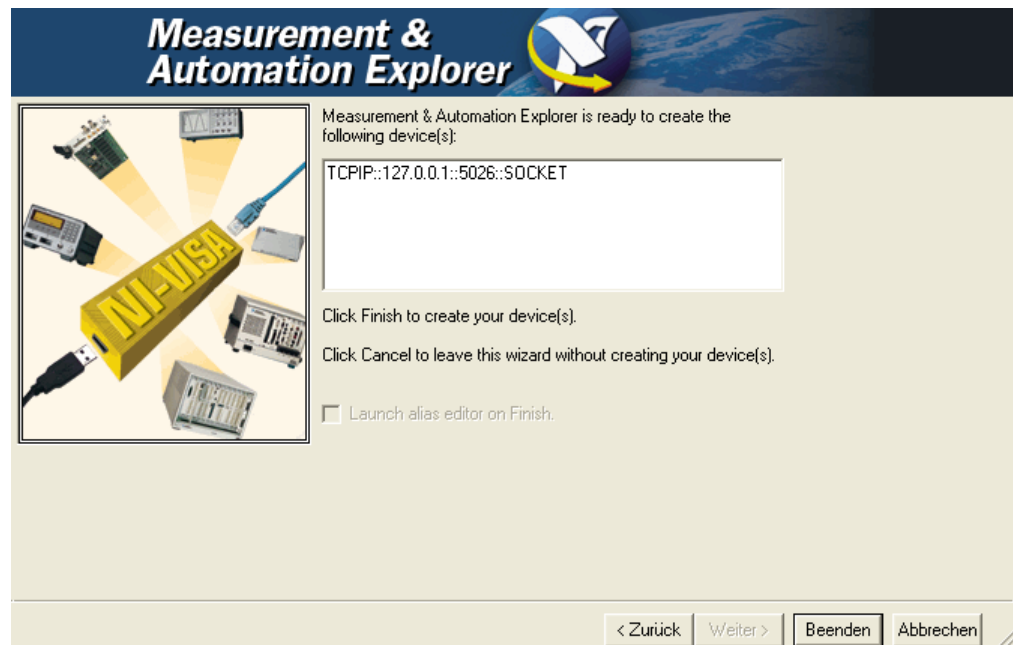 Measurement &
Automation Explorer
Measurement & Automation Explorer is ready to create the
following device(s):
TCPIP::127.0.0.1::5026::SOCKET
NI-VISA
Click Finish to create your device(s).
Click Cancel to leave this wizard without creating your device(s).
Launch alias editor on Finish.
< Zurück
Weiter >
Beenden
Abbrechen